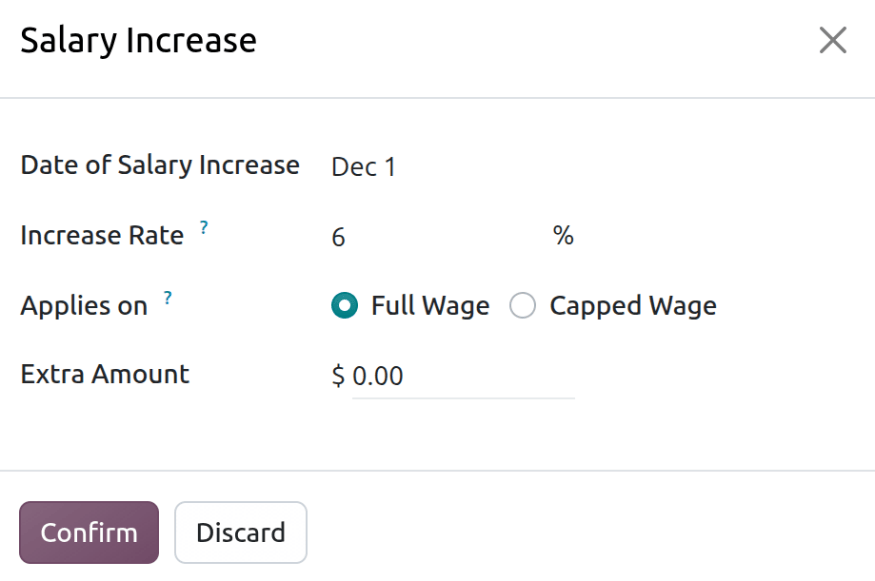 Salary Increase
Date of Salary Increase Dec 1
Increase Rate ? 6 %
Applies on ? Full Wage Capped Wage
Extra Amount $ 0.00
Confirm Discard